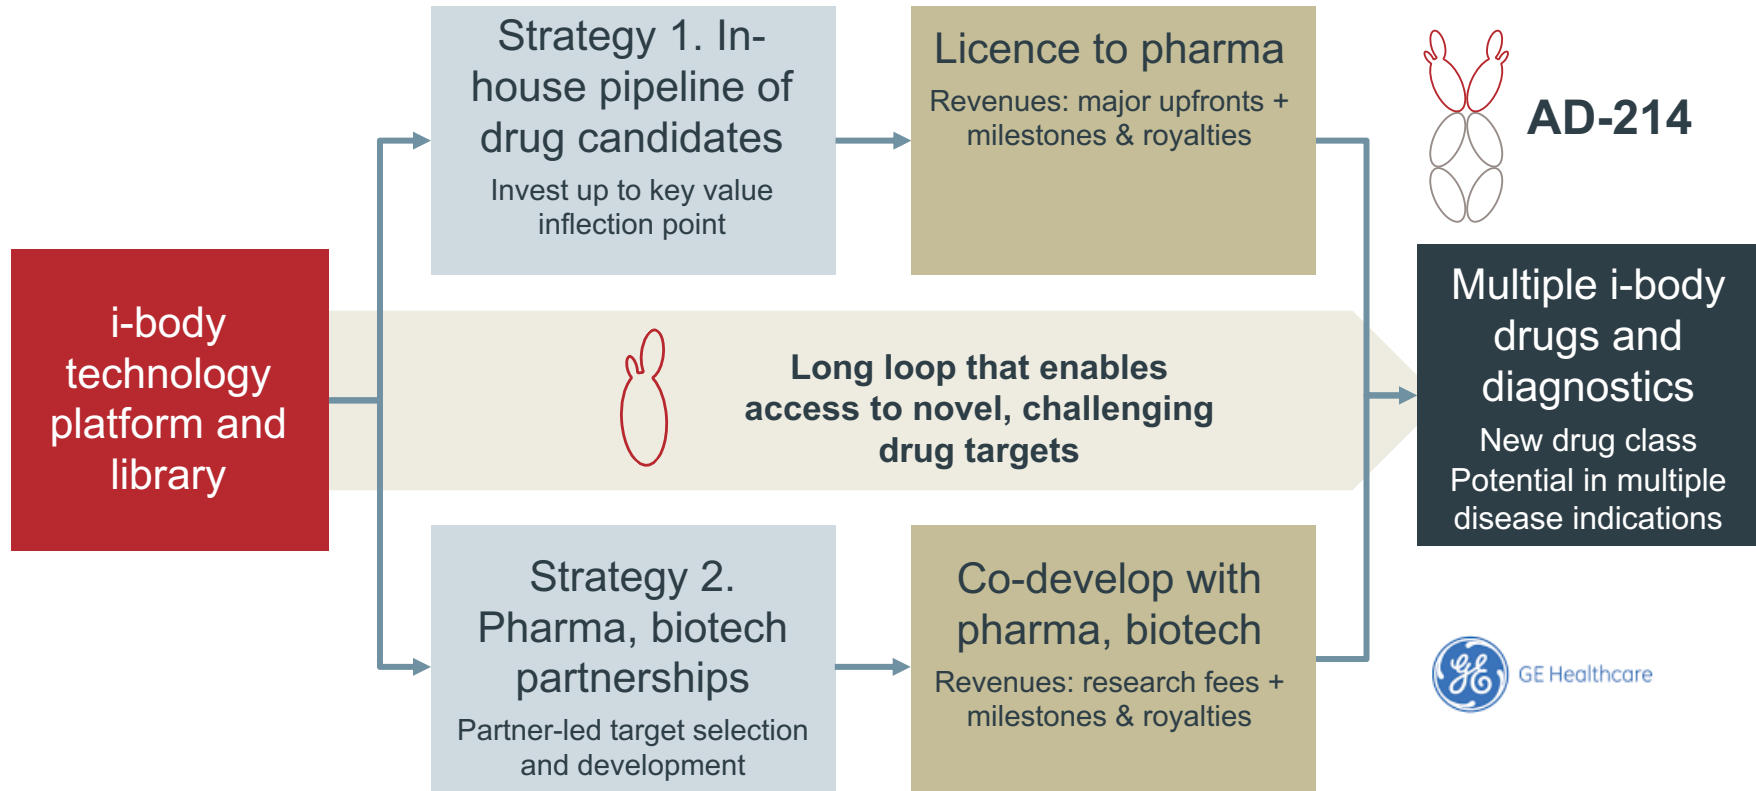 Strategy 1. In-
house pipeline of
drug candidates
Invest up to key value
inflection point
Licence to pharma
Revenues: major upfronts +
milestones & royalties
AD-214
i-body
technology
platform and
library
Long loop that enables
access to novel, challenging
drug targets
Multiple i-body
drugs and
diagnostics
New drug class
Potential in multiple
disease indications
Strategy 2.
Pharma, biotech
partnerships
Partner-led target selection
and development
Co-develop with
pharma, biotech
Revenues: research fees +
milestones & royalties
GE GE Healthcare